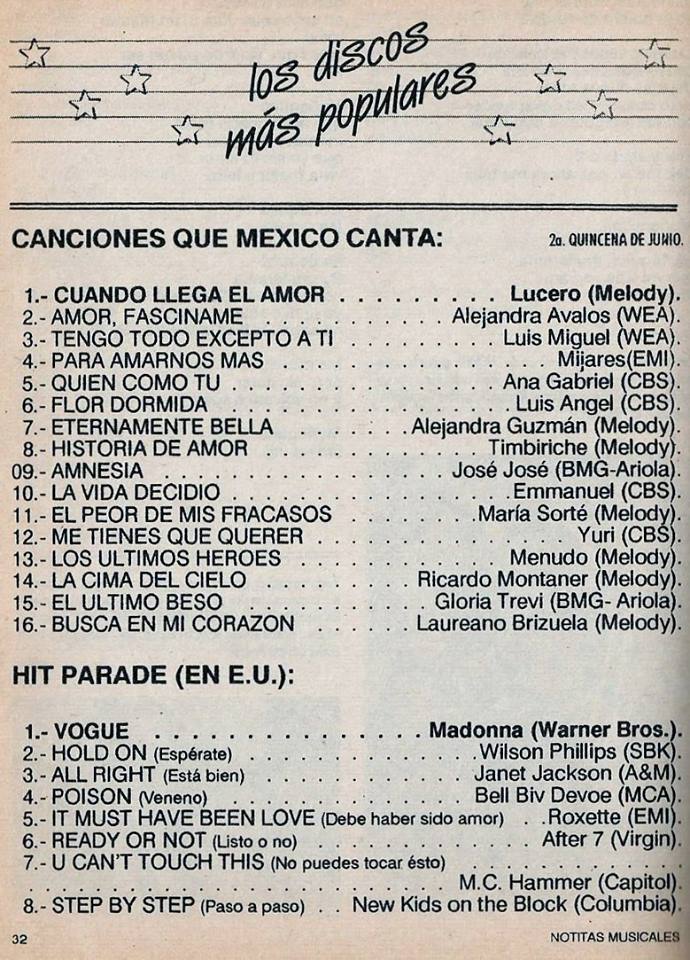 los discos
más populares
CANCIONES QUE MEXICO CANTA: 2a. QUINCENA DE JUNIO.
1.- CUANDO LLEGA EL AMOR . . . . . . . . . Lucero (Melody).
2.- AMOR, FASCINAME . . . . . . . . . . . Alejandra Avalos (WEA).
3.- TENGO TODO EXCEPTO A TI . . . . . . . . . Luis Miguel (WEA).
4.- PARA AMARNOS MAS . . . . . . . . . . . . . . Mijares(EMI).
5.- QUIEN COMO TU . . . . . . . . . . . . . Ana Gabriel (CBS).
6.- FLOR DORMIDA . . . . . . . . . . . . . . Luis Angel (CBS).
7.- ETERNAMENTE BELLA . . . . . . . Alejandra Guzmán (Melody).
8.- HISTORIA DE AMOR . . . . . . . . . . . Timbiriche (Melody).
09.- AMNESIA . . . . . . . . . . . . . José José (BMG-Ariola).
10.- LA VIDA DECIDIO . . . . . . . . . . . . . Emmanuel (CBS).
11.- EL PEOR DE MIS FRACASOS . . . . . . .María Sorté (Melody).
12.- ME TIENES QUE QUERER . . . . . . . . . . . . . Yuri (CBS).
13.- LOS ULTIMOS HEROES . . . . . . . . . . . Menudo (Melody).
14.- LA CIMA DEL CIELO . . . . . . . . Ricardo Montaner (Melody).
15.- EL ULTIMO BESO . . . . . . . . . Gloria Trevi (BMG- Ariola).
16.- BUSCA EN MI CORAZON . . . . . Laureano Brizuela (Melody).
HIT PARADE (EN E.U.):
1.- VOGUE . . . . . . . . . . . . . . Madonna (Warner Bros.).
2.- HOLD ON (Espérate) . . . . . . . . . . .Wilson Phillips (SBK).
3.- ALL RIGHT (Está bien) . . . . . . . . . . Janet Jackson (A&M).
4.- POISON (Veneno) . . . . . . . . . . . . Bell Biv Devoe (MCA).
5.- IT MUST HAVE BEEN LOVE (Debe haber sido amor) . .Roxette (EMI).
6.- READY OR NOT (Listo o no) . . . . . . . . . . . After 7 (Virgin).
7.- U CAN'T TOUCH THIS (No puedes tocar ésto) . . . . . . . . . .
. . . . . . . . . . . . . . . . . . . M.C. Hammer (Capitol).
8.- STEP BY STEP (Paso a paso) . . New Kids on the Block (Columbia).
32 NOTITAS MUSICALES